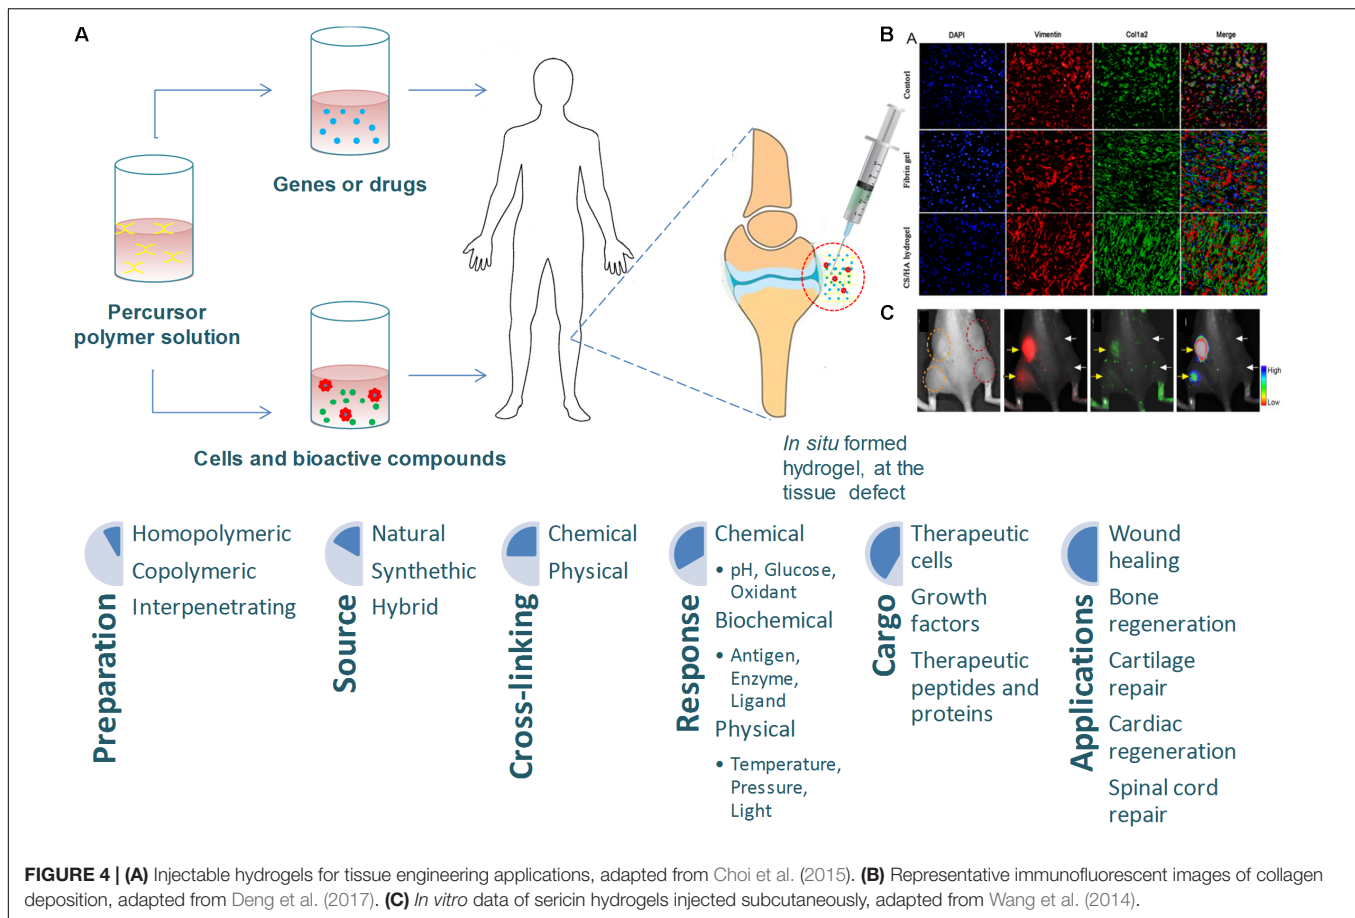 A
Genes or drugs
Percursor
polymer solution
Cells and bioactive compounds
In situ formed
hydrogel, at the
tissue defect
B
A
DAPI
Vimentin
Col1a2
Merge
Contorl
Fibrin gel
CS/HA hydrogel
C
High
Low
Preparation
Homopolymeric
Copolymeric
Interpenetrating
Source
Natural
Synthethic
Hybrid
Cross-linking
Chemical
Physical
Response
Chemical
• pH, Glucose,
Oxidant
Biochemical
• Antigen,
Enzyme,
Ligand
Physical
• Temperature,
Pressure,
Light
Cargo
Therapeutic
cells
Growth
factors
Therapeutic
peptides and
proteins
Applications
Wound
healing
Bone
regeneration
Cartilage
repair
Cardiac
regeneration
Spinal cord
repair
FIGURE 4 | (A) Injectable hydrogels for tissue engineering applications, adapted from Choi et al. (2015). (B) Representative immunofluorescent images of collagen
deposition, adapted from Deng et al. (2017). (C) In vitro data of sericin hydrogels injected subcutaneously, adapted from Wang et al. (2014).